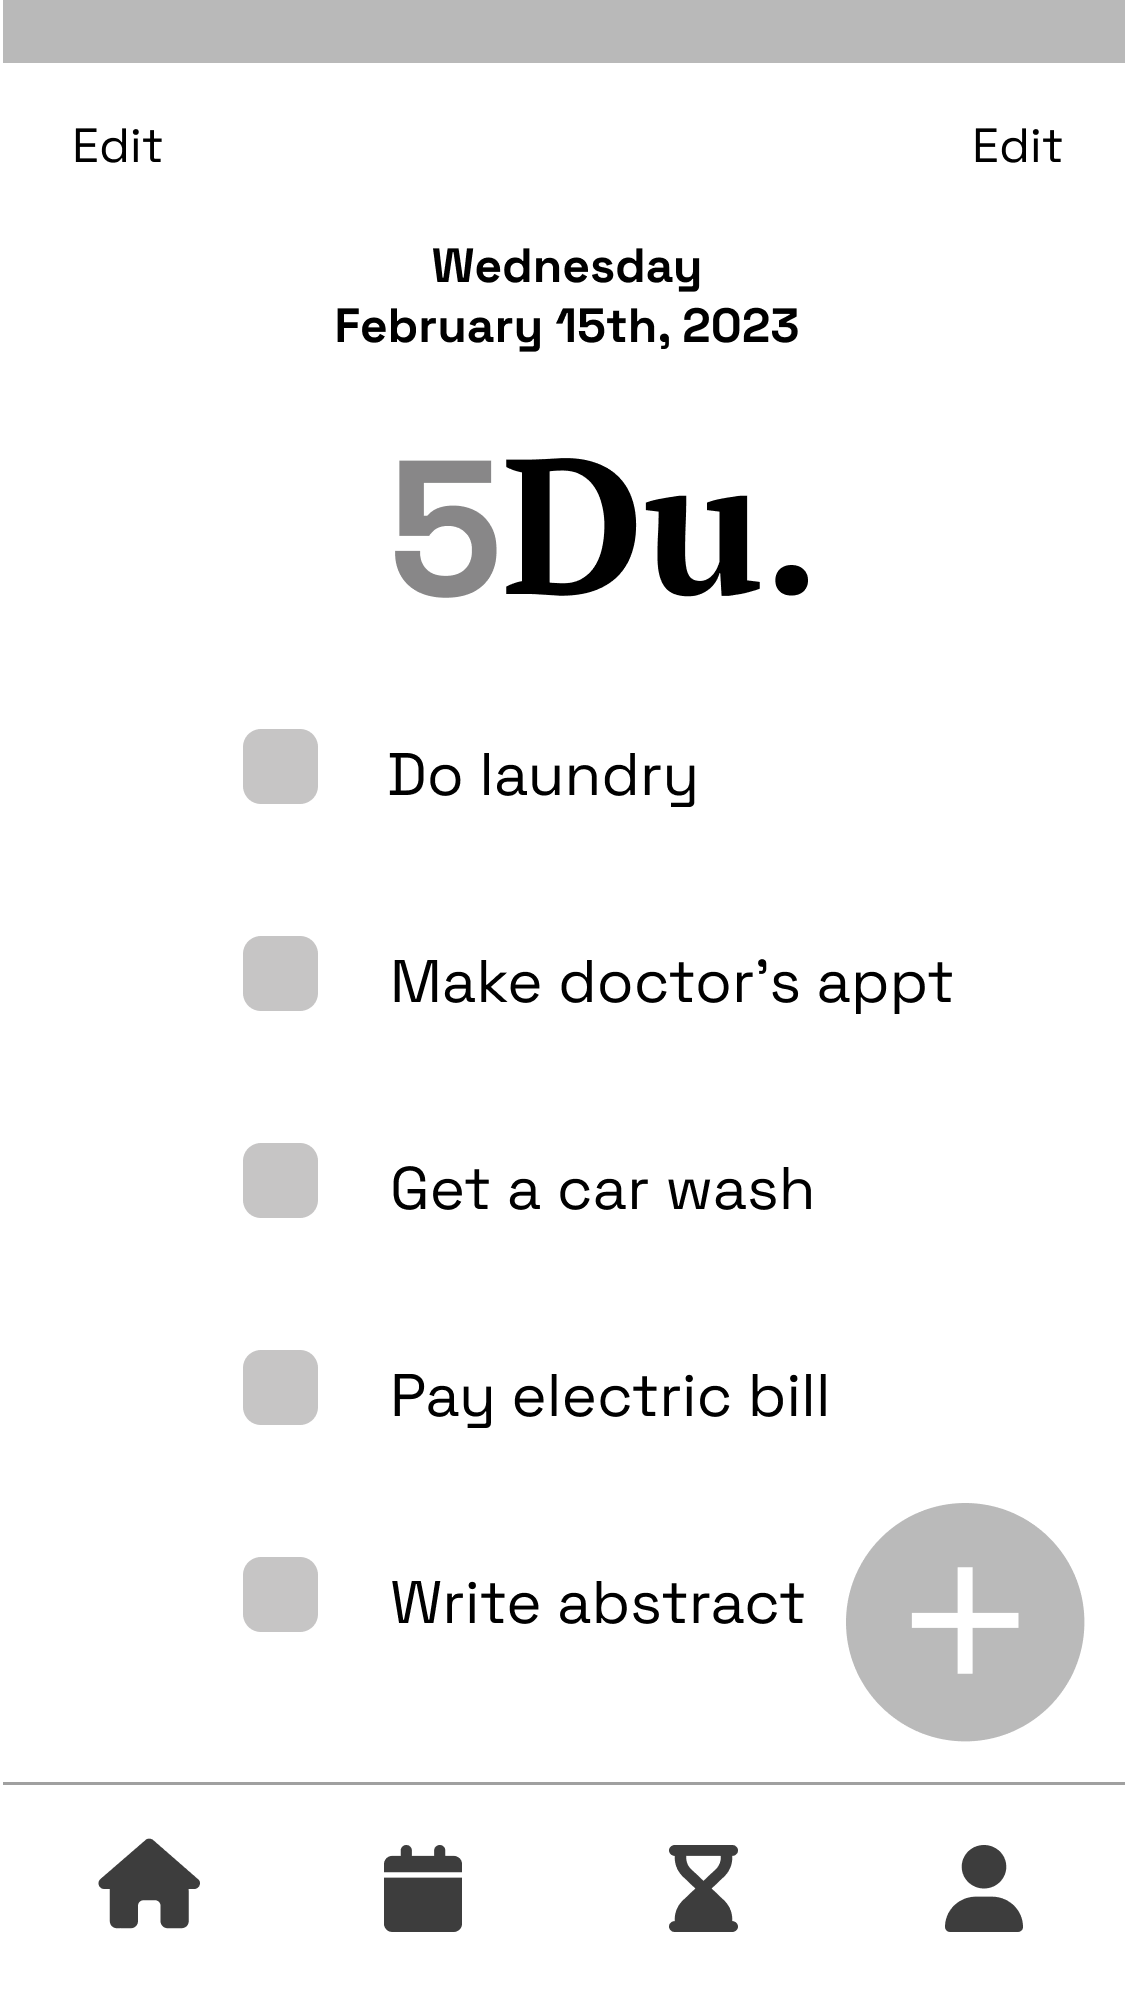 Edit
Edit
Wednesday
February 15th, 2023
5Du.
Do laundry
Make doctor’s appt
Get a car wash
Pay electric bill
Write abstract